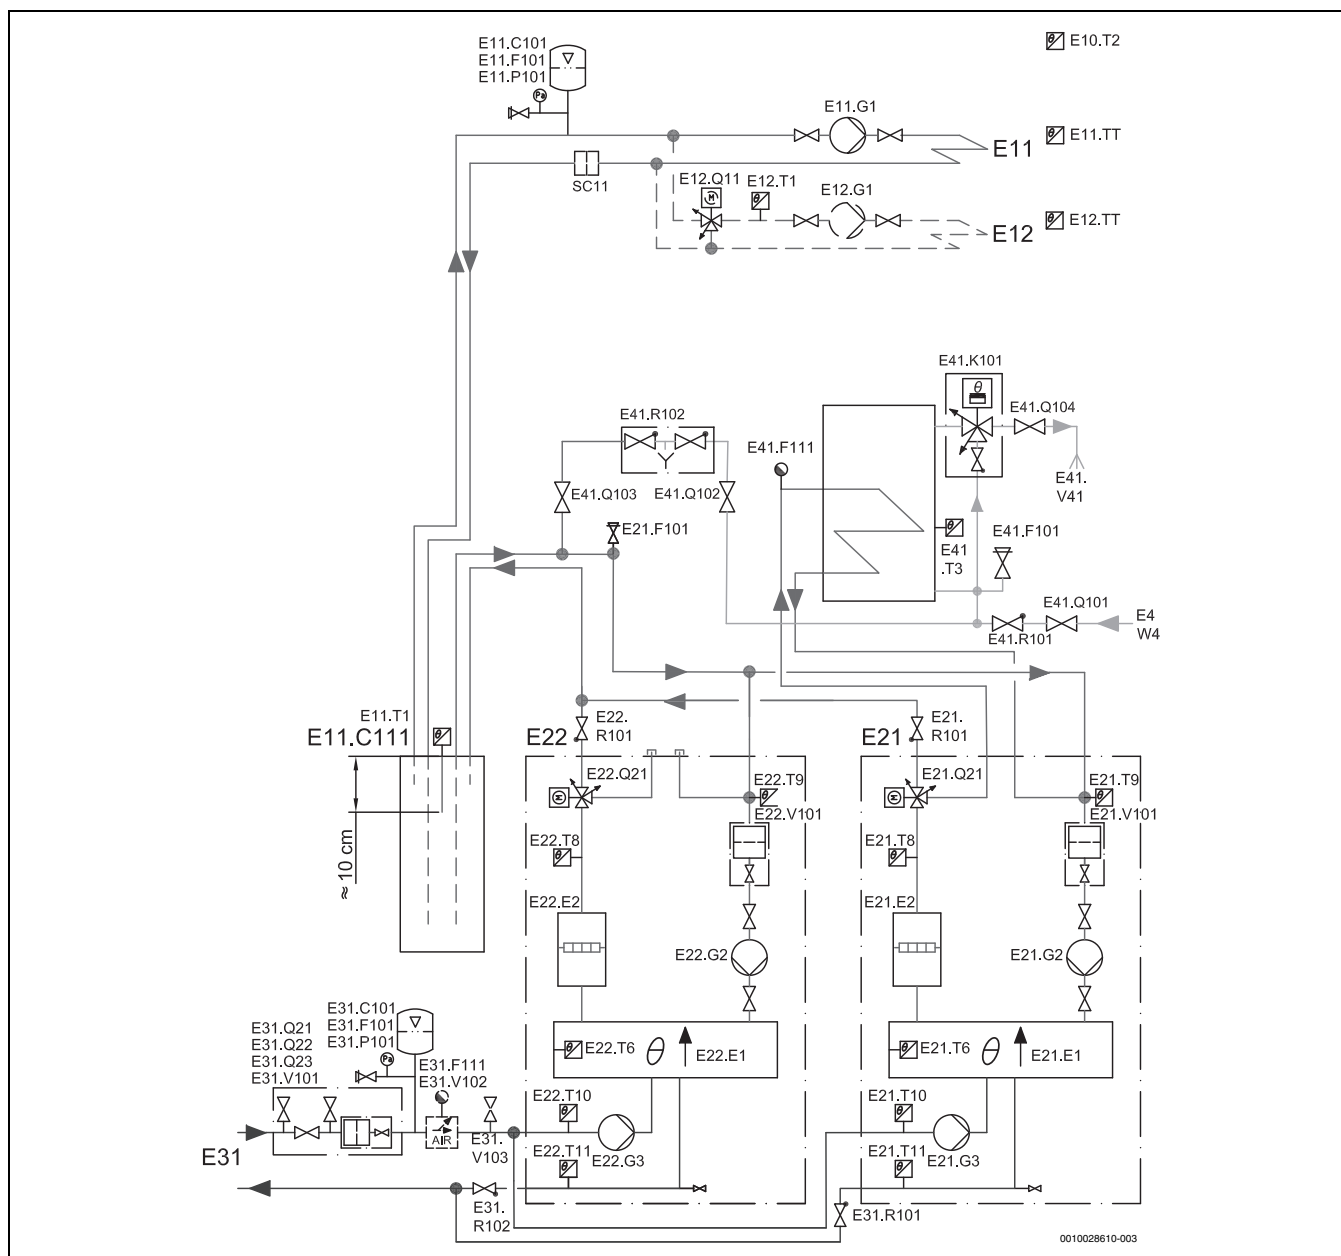 E11.C101
E11.F101
E11.P101
Pa
E10.T2
E11.G1
E11
E11.TT
SC11
E12.Q11
M
E12.T1
E12.G1
E12
E12.TT
E41.K101
E41.R102
E41.Q104
E41.F111
E41.
V41
E41.Q103
E41.Q102
E21.F101
E41.F101
E41
.T3
E41.Q101
E41.R101
E4
W4
E11.T1
E11.C111
E22
E22.
R101
E21
E21.
R101
E22.Q21
M
E22.T9
E22.V101
E21.Q21
M
E21.T9
E21.V101
≈ 10 cm
E22.T8
E21.T8
E22.E2
E21.E2
E22.G2
E21.G2
E31.C101
E31.F101
E31.P101
E31.Q21
E31.Q22
E31.Q23
E31.V101
Pa
E31.F111
E31.V102
E22.T6
θ
E22.E1
E21.T6
θ
E21.E1
E22.T10
E21.T10
AIR
E31.
V103
E31
E22.T11
E22.G3
E21.T11
E21.G3
E31.
R102
E31.R101
0010028610-003